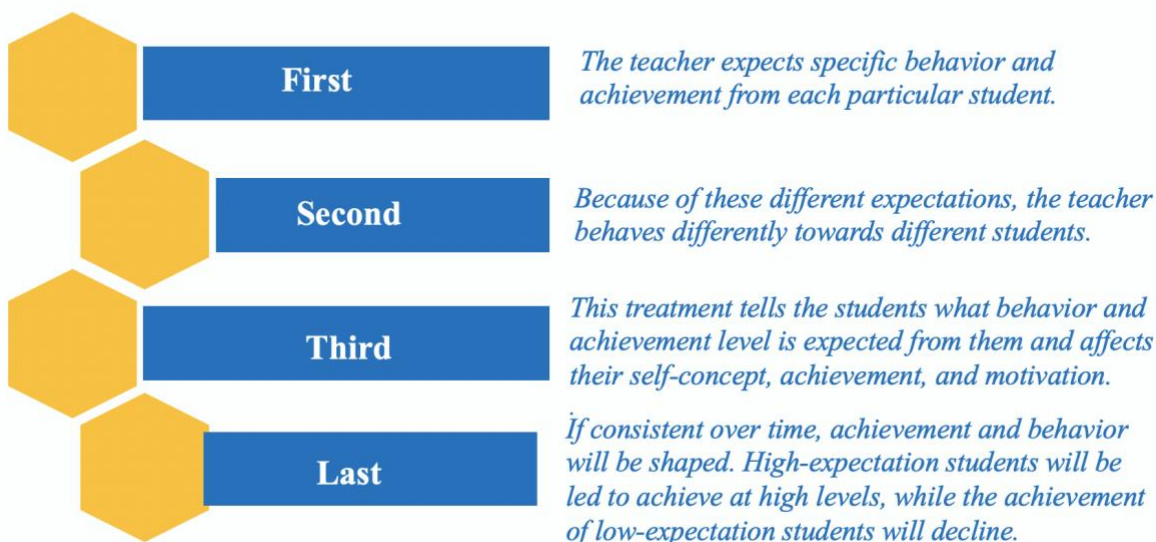 First
The teacher expects specific behavior and
achievement from each particular student.
Second
Because of these different expectations, the teacher
behaves differently towards different students.
Third
This treatment tells the students what behavior and
achievement level is expected from them and affects
their self-concept, achievement, and motivation.
Last
If consistent over time, achievement and behavior
will be shaped. High-expectation students will be
led to achieve at high levels, while the achievement
of low-expectation students will decline.